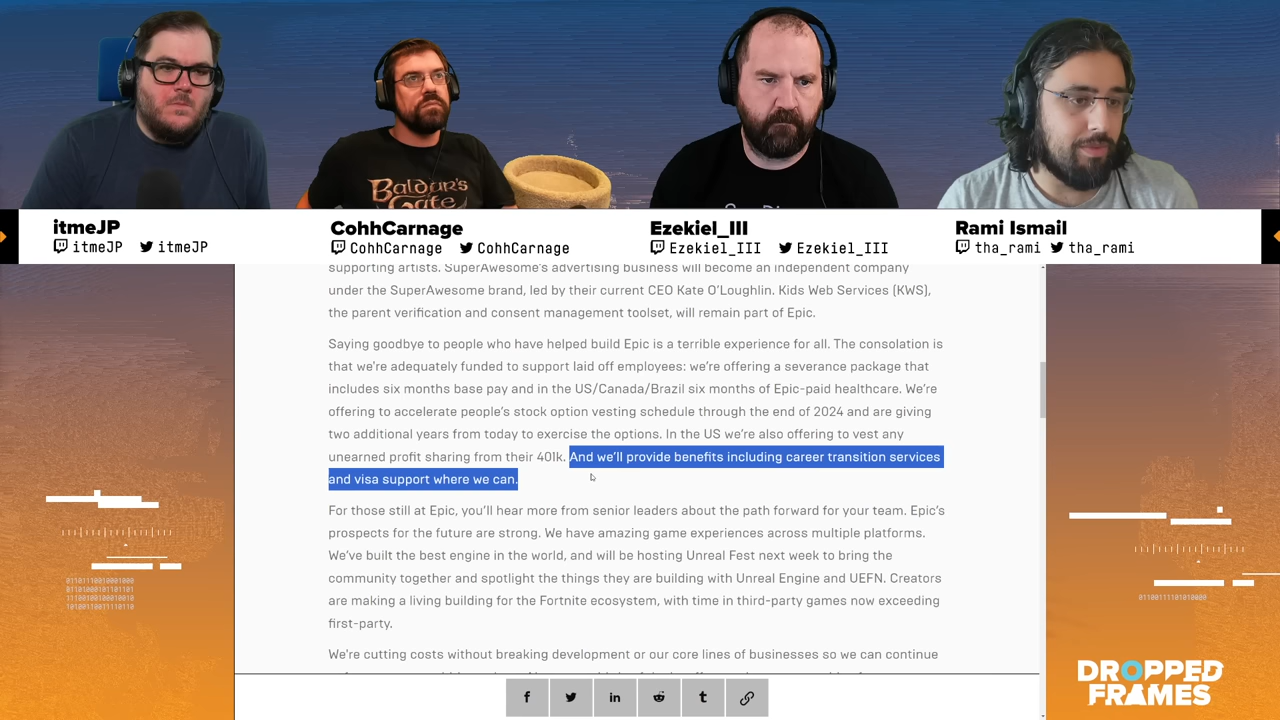 Baldur's
Gate
itmeJP
itmeJP itmeJP
CohhCarnage
CohhCarnage CohhCarnage
Ezekiel_III
Ezekiel_III Ezekiel_III
Rami Ismail
tha_rami tha_rami
supporting artists. SuperAwesome's advertising business will become an independent company
under the SuperAwesome brand, led by their current CEO Kate O'Loughlin. Kids Web Services (KWS),
the parent verification and consent management toolset, will remain part of Epic.
Saying goodbye to people who have helped build Epic is a terrible experience for all. The consolation is
that we're adequately funded to support laid off employees: we're offering a severance package that
includes six months base pay and in the US/Canada/Brazil six months of Epic-paid healthcare. We're
offering to accelerate people's stock option vesting schedule through the end of 2024 and are giving
two additional years from today to exercise the options. In the US we're also offering to vest any
unearned profit sharing from their 401k. And we'll provide benefits including career transition services
and visa support where we can.
For those still at Epic, you'll hear more from senior leaders about the path forward for your team. Epic's
prospects for the future are strong. We have amazing game experiences across multiple platforms.
We've built the best engine in the world, and will be hosting Unreal Fest next week to bring the
community together and spotlight the things they are building with Unreal Engine and UEFN. Creators
are making a living building for the Fortnite ecosystem, with time in third-party games now exceeding
first-party.
We're cutting costs without breaking development or our core lines of businesses so we can continue
DROPPED
FRAMES